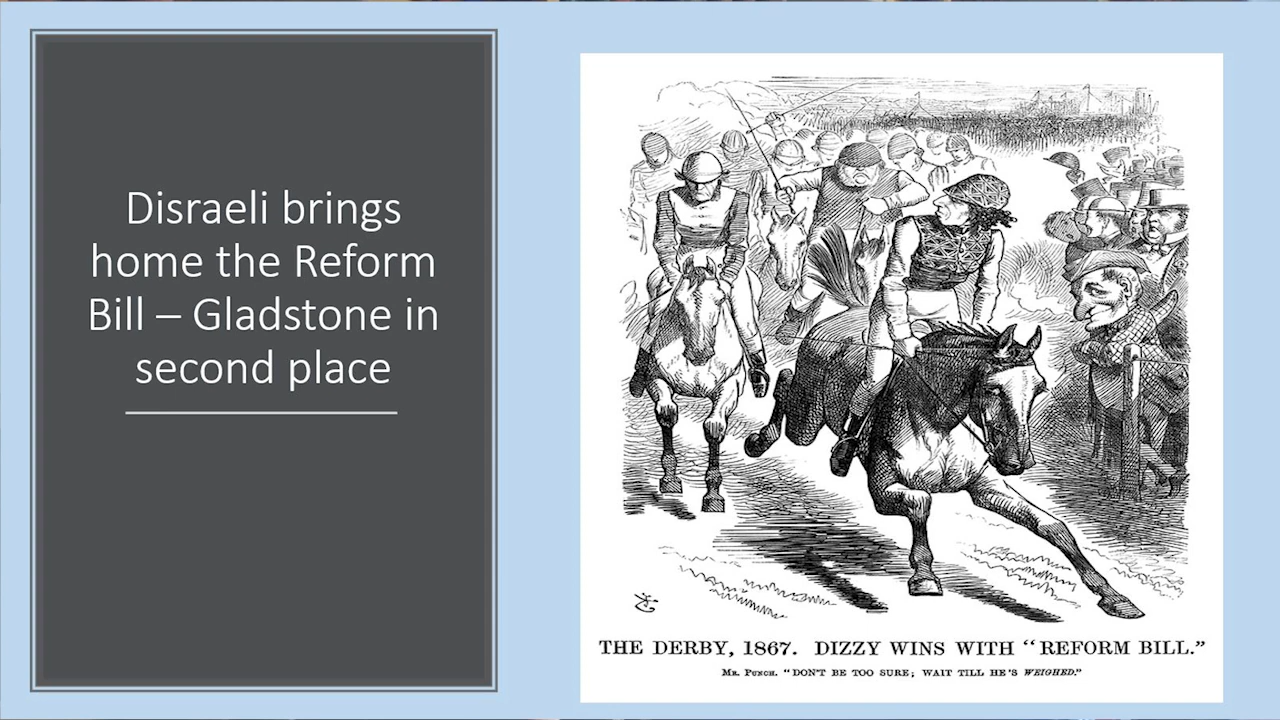 Disraeli brings
home the Reform
Bill – Gladstone in
second place
THE DERBY, 1867. DIZZY WINS WITH "REFORM BILL."
Mr. Punch. "DON'T BE TOO SURE; WAIT TILL HE'S WEIGHED."